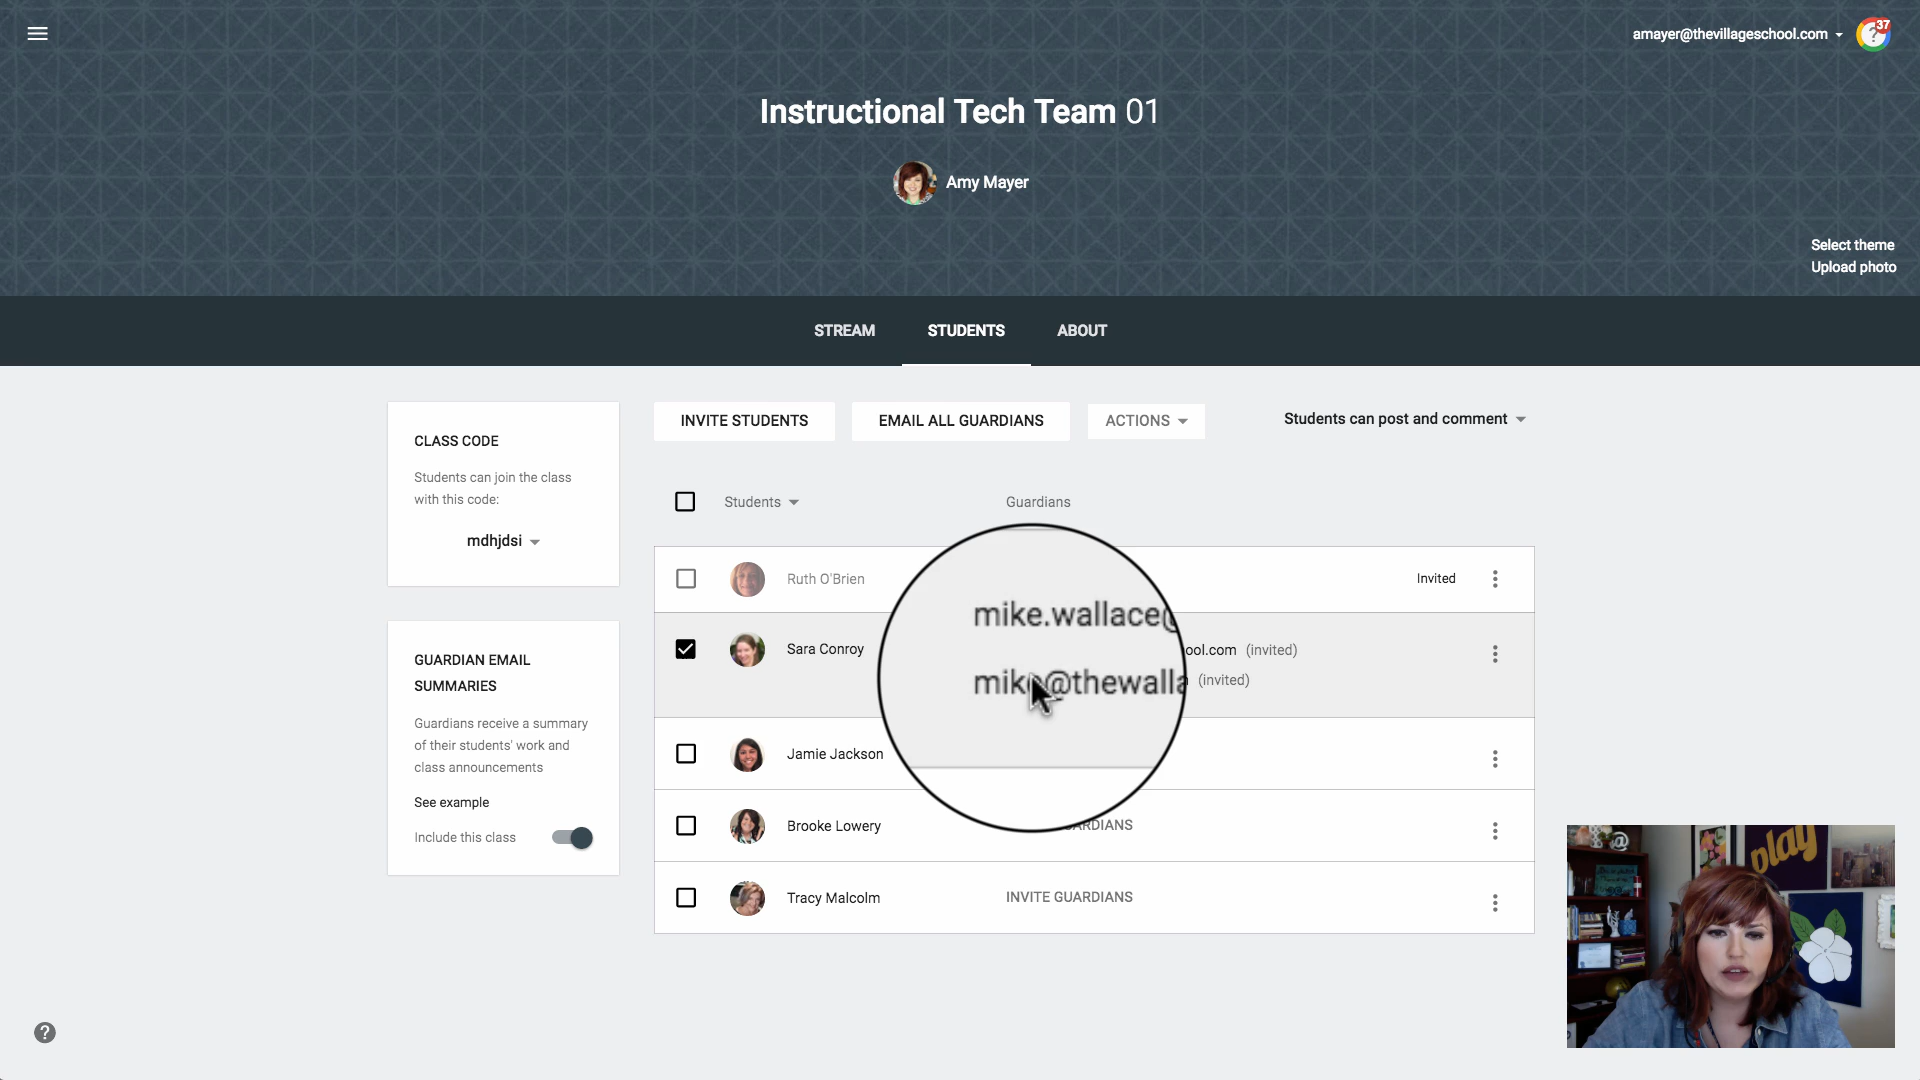 amayer@thevillageschool.com
37
?
Instructional Tech Team 01
Amy Mayer
Select theme
Upload photo
STREAM
STUDENTS
ABOUT
CLASS CODE
Students can join the class
with this code:
mdhjdsi
GUARDIAN EMAIL
SUMMARIES
Guardians receive a summary
of their students' work and
class announcements
See example
Include this class
INVITE STUDENTS
EMAIL ALL GUARDIANS
ACTIONS
Students can post and comment
Students
Guardians
Ruth O'Brien
Invited
Sara Conroy
mike.wallace@
ool.com (invited)
(invited)
Jamie Jackson
Brooke Lowery
ARDIANS
Tracy Malcolm
INVITE GUARDIANS
play
@
?